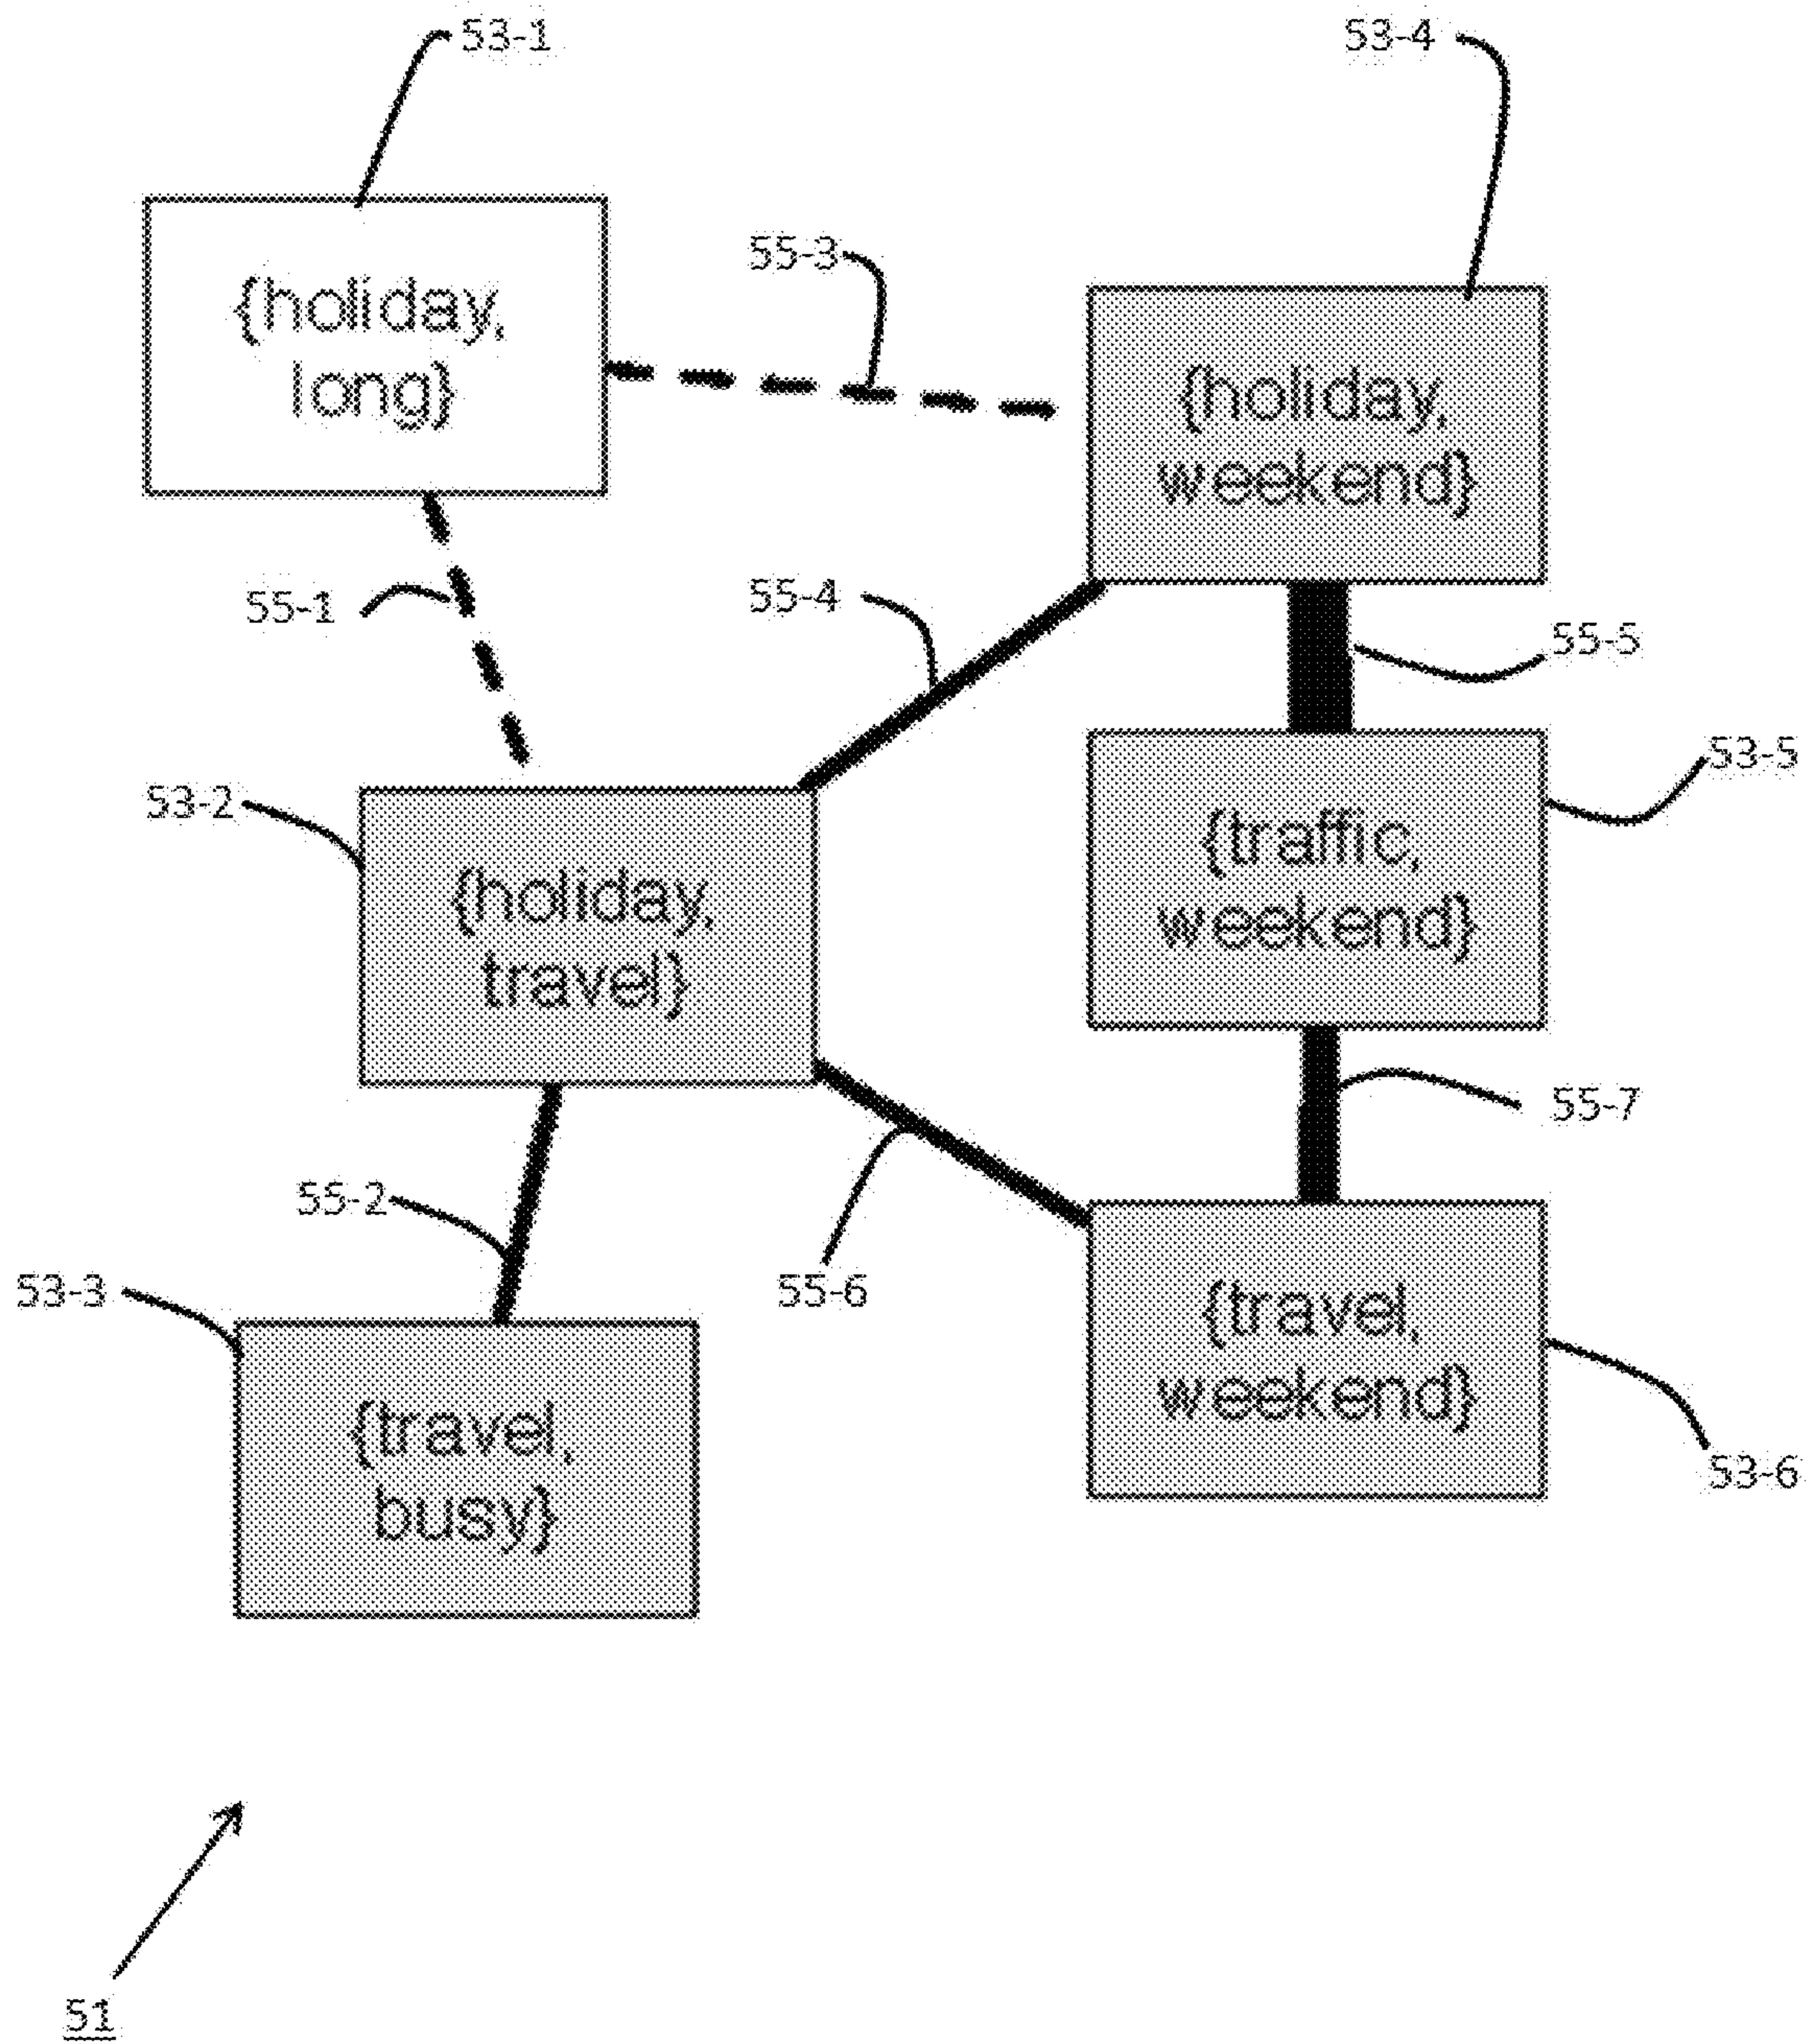 53-1
53-4
{holiday,
long}
55-3
{holiday,
weekend}
55-1
55-4
55-5
53-2
53-5
{traffic,
weekend}
{holiday,
travel}
55-7
55-2
53-3
55-6
{travel,
weekend}
{travel,
busy}
53-6
51